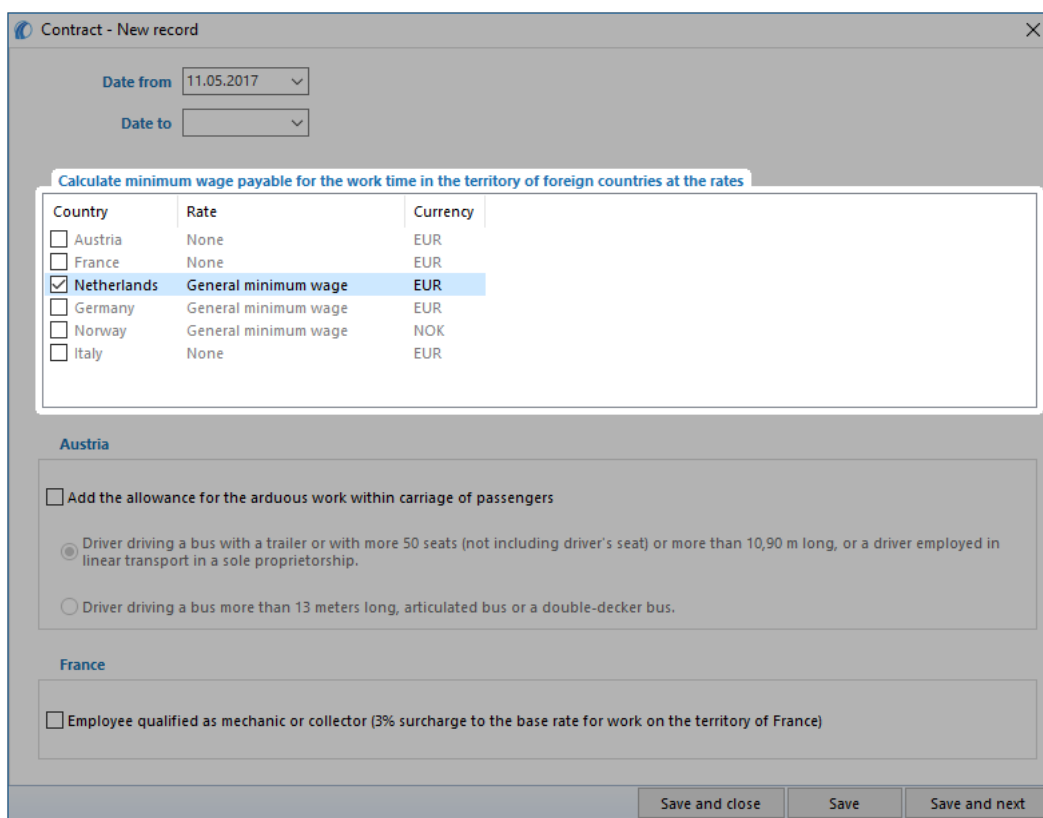 Contract - New record
Date from 11.05.2017
Date to
Calculate minimum wage payable for the work time in the territory of foreign countries at the rates
Country Rate Currency
Austria None EUR
France None EUR
Netherlands General minimum wage EUR
Germany General minimum wage EUR
Norway General minimum wage NOK
Italy None EUR
Austria
Add the allowance for the arduous work within carriage of passengers
Driver driving a bus with a trailer or with more 50 seats (not including driver's seat) or more than 10,90 m long, or a driver employed in
linear transport in a sole proprietorship.
Driver driving a bus more than 13 meters long, articulated bus or a double-decker bus.
France
Employee qualified as mechanic or collector (3% surcharge to the base rate for work on the territory of France)
Save and close Save Save and next